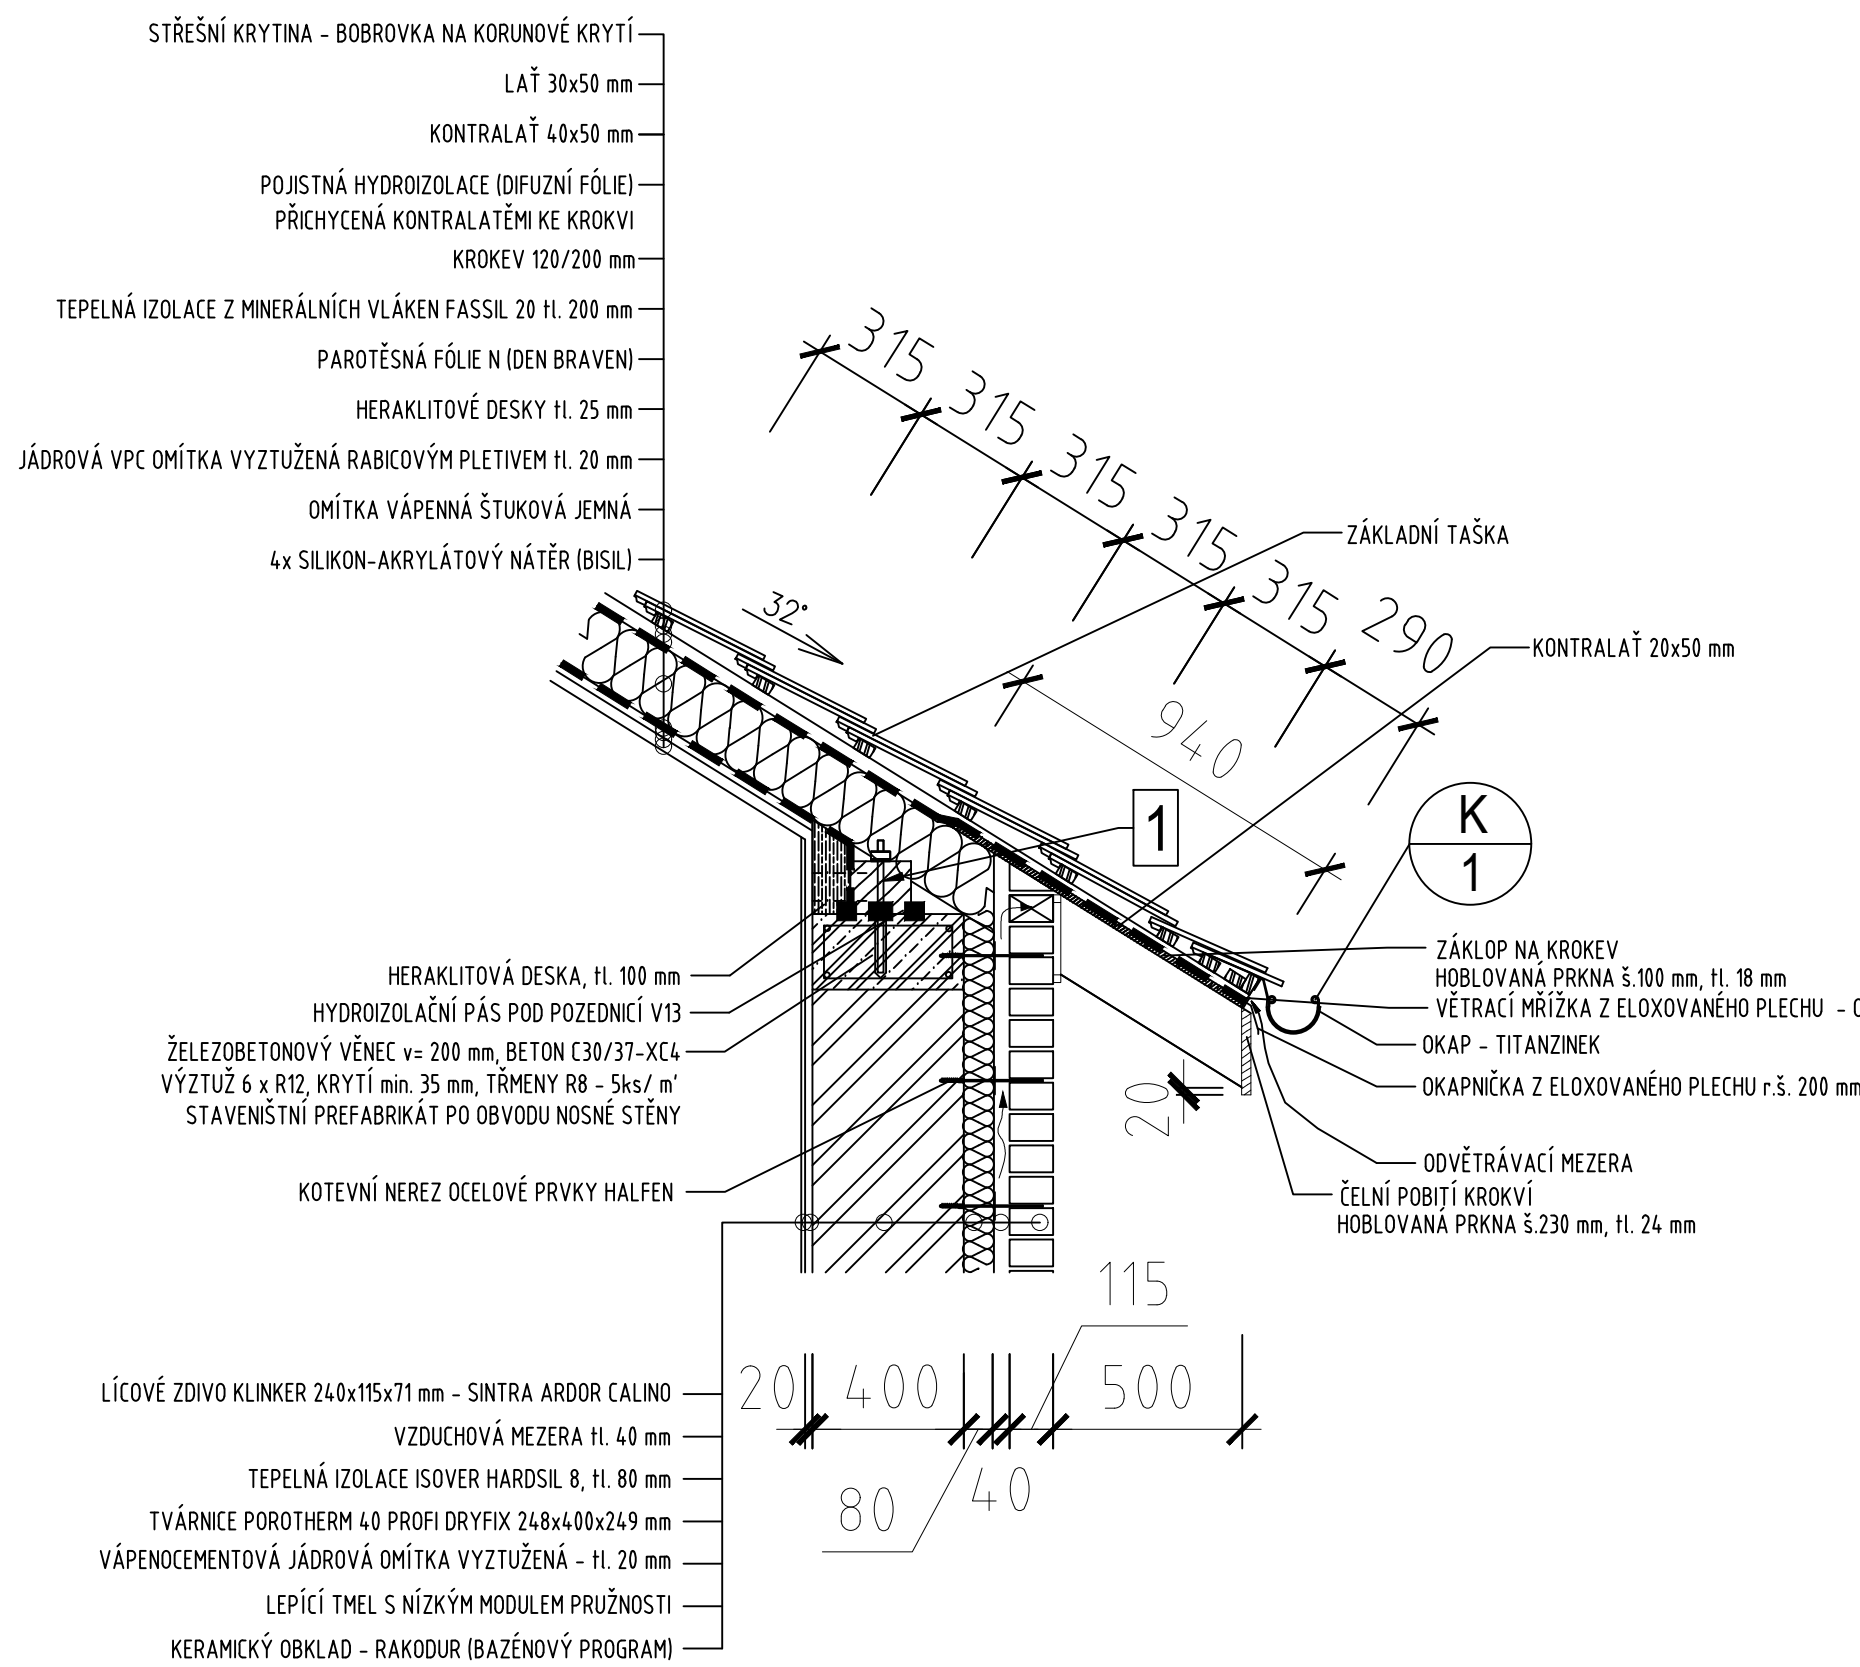 STŘEŠNÍ KRYTINA - BOBROVKA NA KORUNOVÉ KRYTÍ
LAŤ 30x50 mm
KONTRALAŤ 40x50 mm
POJISTNÁ HYDROIZOLACE (DIFUZNÍ FÓLIE)
PŘICHYCENÁ KONTRALATĚMI KE KROKVI
KROKEV 120/200 mm
TEPELNÁ IZOLACE Z MINERÁLNÍCH VLÁKEN FASSIL 20 tl. 200 mm
PAROTĚSNÁ FÓLIE N (DEN BRAVEN)
HERAKLITOVÉ DESKY tl. 25 mm
JÁDROVÁ VPC OMÍTKA VYZTUŽENÁ RABICOVÝM PLETIVEM tl. 20 mm
OMÍTKA VÁPENNÁ ŠTUKOVÁ JEMNÁ
4x SILIKON-AKRYLÁTOVÝ NÁTĚR (BISIL)
315 315 315 315 315 290
32°
940
ZÁKLADNÍ TAŠKA
KONTRALAŤ 20x50 mm
1
K
1
ZÁKLOP NA KROKEV
HOBLOVANÁ PRKNA š.100 mm, tl. 18 mm
VĚTRACÍ MŘÍŽKA Z ELOXOVANÉHO PLECHU -
OKAP - TITANZINEK
OKAPNIČKA Z ELOXOVANÉHO PLECHU r.š. 200 mm
ODVĚTRÁVACÍ MEZERA
ČELNÍ POBITÍ KROKVÍ
HOBLOVANÁ PRKNA š.230 mm, tl. 24 mm
20
HERAKLITOVÁ DESKA, tl. 100 mm
HYDROIZOLAČNÍ PÁS POD POZEDNICÍ V13
ŽELEZOBETONOVÝ VĚNEC v= 200 mm, BETON C30/37-XC4
VÝZTUŽ 6 x R12, KRYTÍ min. 35 mm, TŘMENY R8 - 5ks/ m'
STAVENIŠTNÍ PREFABRIKÁT PO OBVODU NOSNÉ STĚNY
KOTEVNÍ NEREZ OCELOVÉ PRVKY HALFEN
115
20 400 500
80 40
LÍCOVÉ ZDIVO KLINKER 240x115x71 mm - SINTRA ARDOR CALINO
VZDUCHOVÁ MEZERA tl. 40 mm
TEPELNÁ IZOLACE ISOVER HARDSIL 8, tl. 80 mm
TVÁRNICE POROTHERM 40 PROFI DRYFIX 248x400x249 mm
VÁPENOCEMENTOVÁ JÁDROVÁ OMÍTKA VYZTUŽENÁ - tl. 20 mm
LEPÍCÍ TMEL S NÍZKÝM MODULEM PRUŽNOSTI
KERAMICKÝ OBKLAD - RAKODUR (BAZÉNOVÝ PROGRAM)